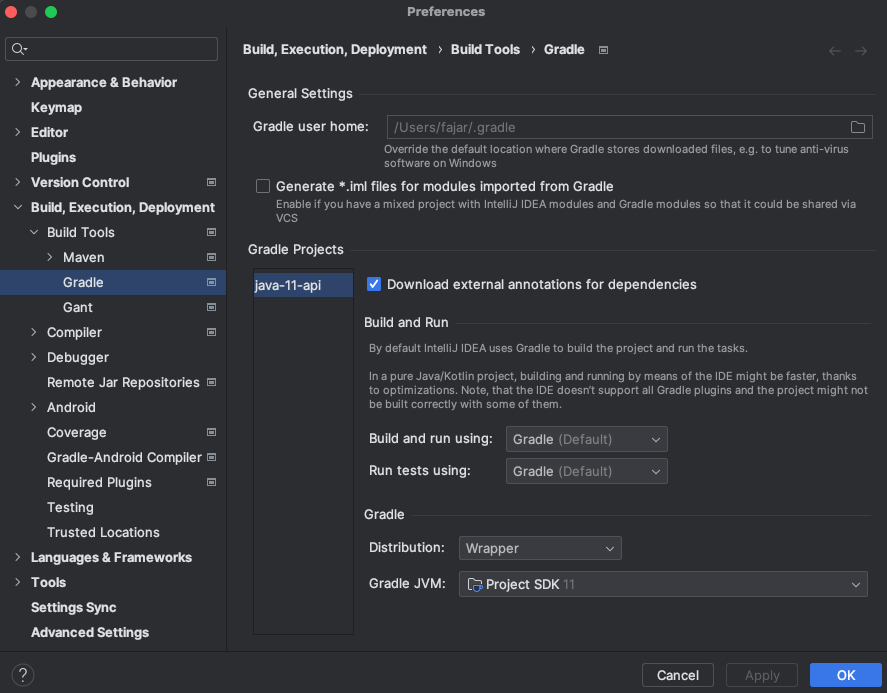 Preferences
Appearance & Behavior
Keymap
Editor
Plugins
Version Control
Build, Execution, Deployment
Build Tools
Maven
Gradle
Gant
Compiler
Debugger
Remote Jar Repositories
Android
Coverage
Gradle-Android Compiler
Required Plugins
Testing
Trusted Locations
Languages & Frameworks
Tools
Settings Sync
Advanced Settings
?
Build, Execution, Deployment › Build Tools › Gradle
General Settings
Gradle user home: /Users/fajar/.gradle
Override the default location where Gradle stores downloaded files, e.g. to tune anti-virus
software on Windows
Generate *.iml files for modules imported from Gradle
Enable if you have a mixed project with IntelliJ IDEA modules and Gradle modules so that it could be shared via
VCS
Gradle Projects
java-11-api
Download external annotations for dependencies
Build and Run
By default IntelliJ IDEA uses Gradle to build the project and run the tasks.
In a pure Java/Kotlin project, building and running by means of the IDE might be faster, thanks
to optimizations. Note, that the IDE doesn't support all Gradle plugins and the project might not
be built correctly with some of them.
Build and run using: Gradle (Default)
Run tests using: Gradle (Default)
Gradle
Distribution: Wrapper
Gradle JVM: Project SDK 11
Cancel Apply OK